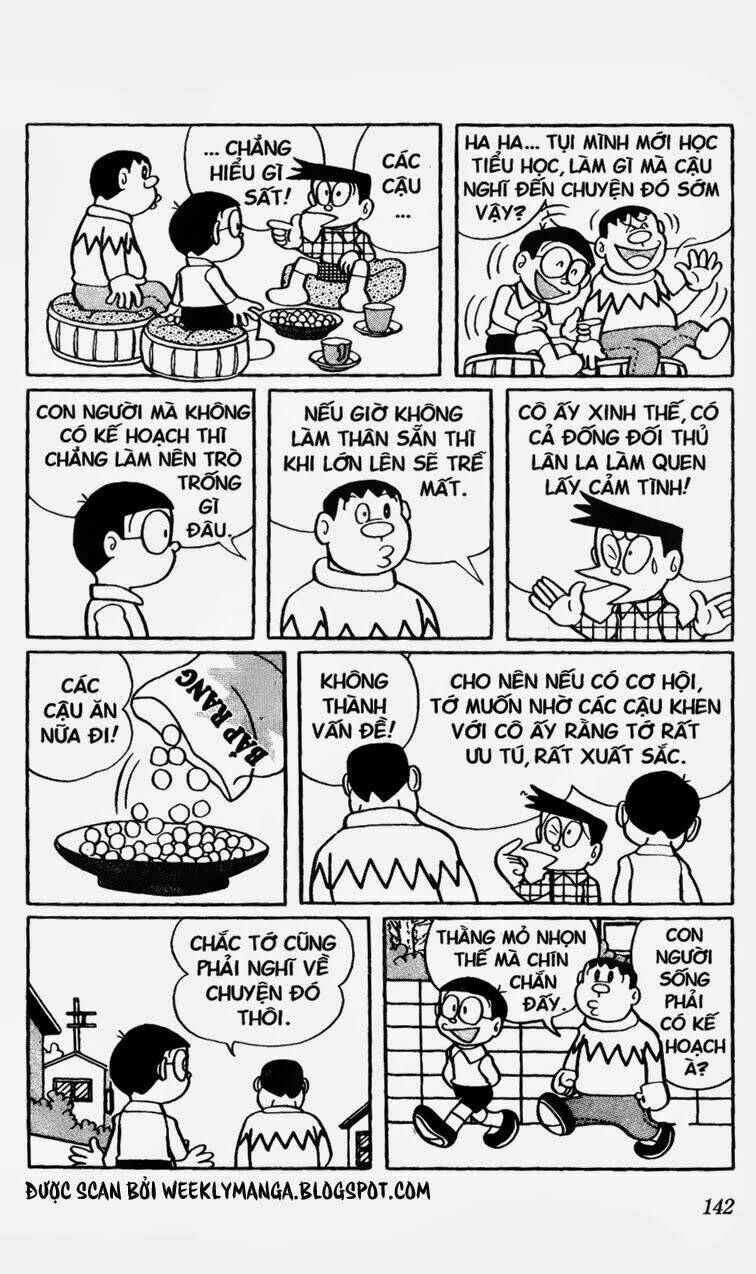 HA HA... TỤI MÌNH MỚI HỌC
TIỂU HỌC, LÀM GÌ MÀ CẬU
NGHĨ ĐẾN CHUYỆN ĐÓ SỚM
VẬY?
CÁC
CẬU
...
... CHẲNG
HIỂU GÌ
SẤT!
CÔ ẤY XINH THẾ, CÓ
CẢ ĐỐNG ĐỐI THỦ
LÂN LA LÀM QUEN
LẤY CẢM TÌNH!
NẾU GIỜ KHÔNG
LÀM THÂN SẴN THÌ
KHI LỚN LÊN SẼ TRỄ
MẤT.
CON NGƯỜI MÀ KHÔNG
CÓ KẾ HOẠCH THÌ
CHẲNG LÀM NÊN TRÒ
TRỐNG
GÌ
ĐÂU.
CHO NÊN NẾU CÓ CƠ HỘI,
TỚ MUỐN NHỜ CÁC CẬU KHEN
VỚI CÔ ẤY RẰNG TỚ RẤT
ƯU TÚ, RẤT XUẤT SẮC.
KHÔNG
THÀNH
VẤN ĐỀ!
CÁC
CẬU ĂN
NỮA ĐI!
BẮP RANG
CON
NGƯỜI
SỐNG
PHẢI
CÓ KẾ
HOẠCH
À?
THẰNG MỎ NHỌN
THẾ MÀ CHÍN
CHẮN
ĐẤY.
CHẮC TỚ CŨNG
PHẢI NGHĨ VỀ
CHUYỆN ĐÓ
THÔI.
ĐƯỢC SCAN BỞI WEEKLYMANGA.BLOGSPOT.COM
142